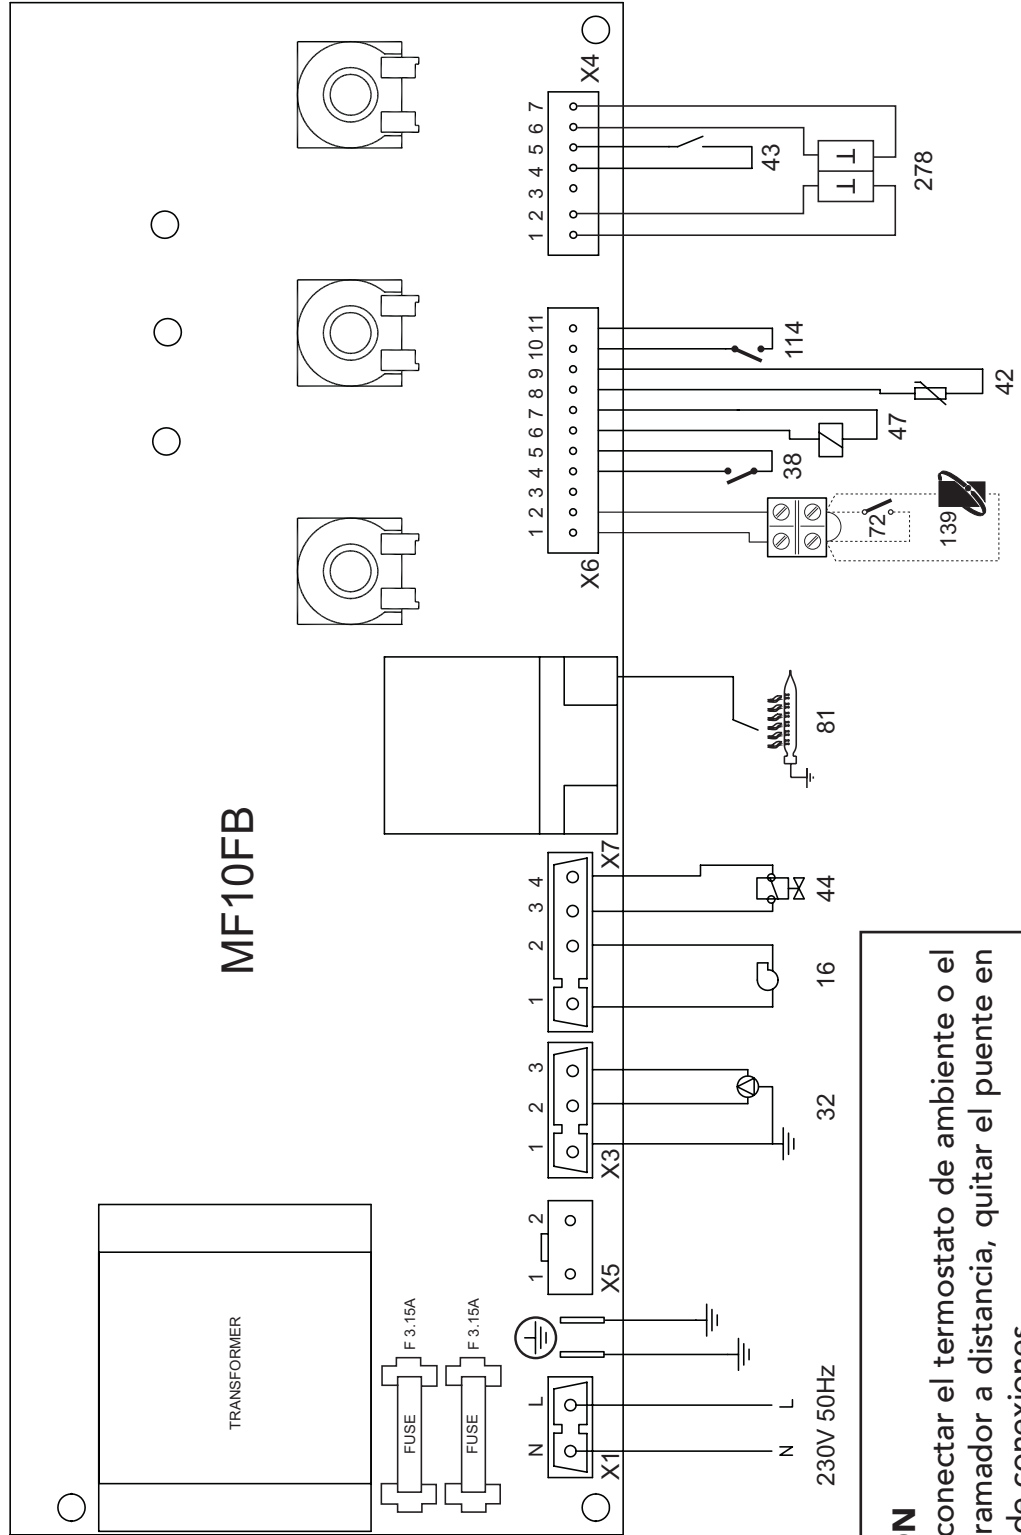 MF10FB
TRANSFORMER
FUSE
F 3.15A
FUSE
F 3.15A
N L
X1
1 2
X5
1 2 3
X3
1 2 3 4
X7
1 2 3 4 5 6 7 8 9 10 11
X6
1 2 3 4 5 6 7
X4
N L
230V 50Hz
32
16
44
81
72
139
38
47
42
114
43
278
T T
ÓN
conectar el termostato de ambiente o el
ramador a distancia, quitar el puente en
de conexiones